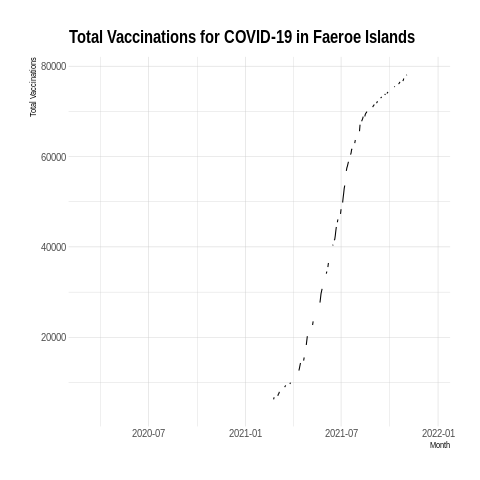 Total Vaccinations for COVID-19 in Faeroe Islands
Total Vaccinations
80000
60000
40000
20000
2020-07 2021-01 2021-07 2022-01
Month